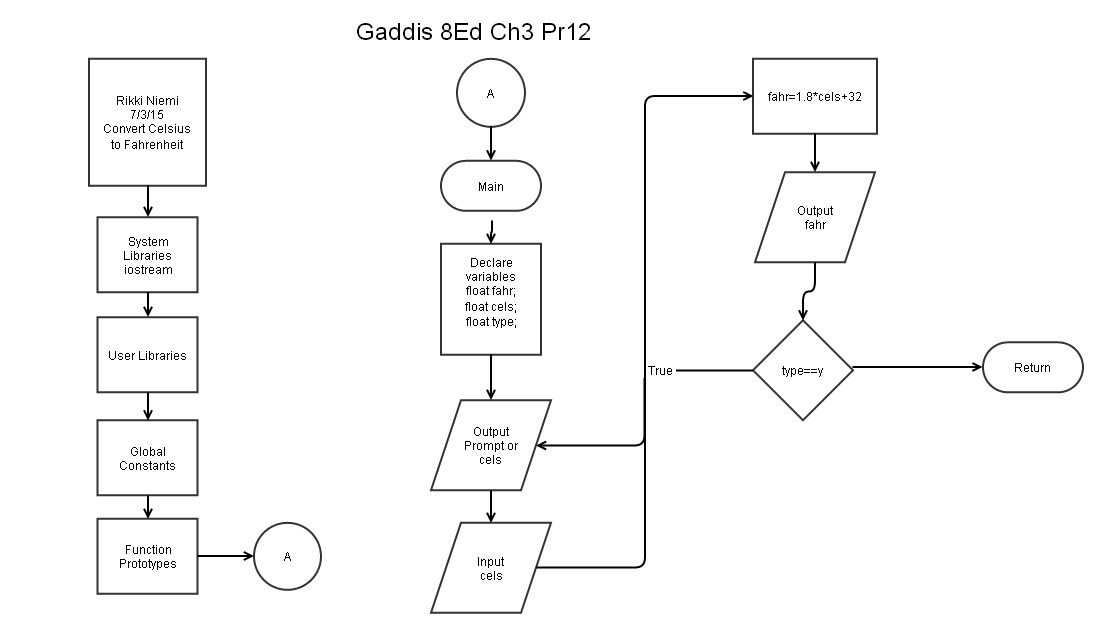 Gaddis 8Ed Ch3 Pr12
Rikki Niemi
7/3/15
Convert Celsius
to Fahrenheit
System
Libraries
iostream
User Libraries
Global
Constants
Function
Prototypes
A
A
Main
Declare
variables
float fahr;
float cels;
float type;
Output
Prompt or
cels
Input
cels
fahr=1.8*cels+32
Output
fahr
type==y
True
Return